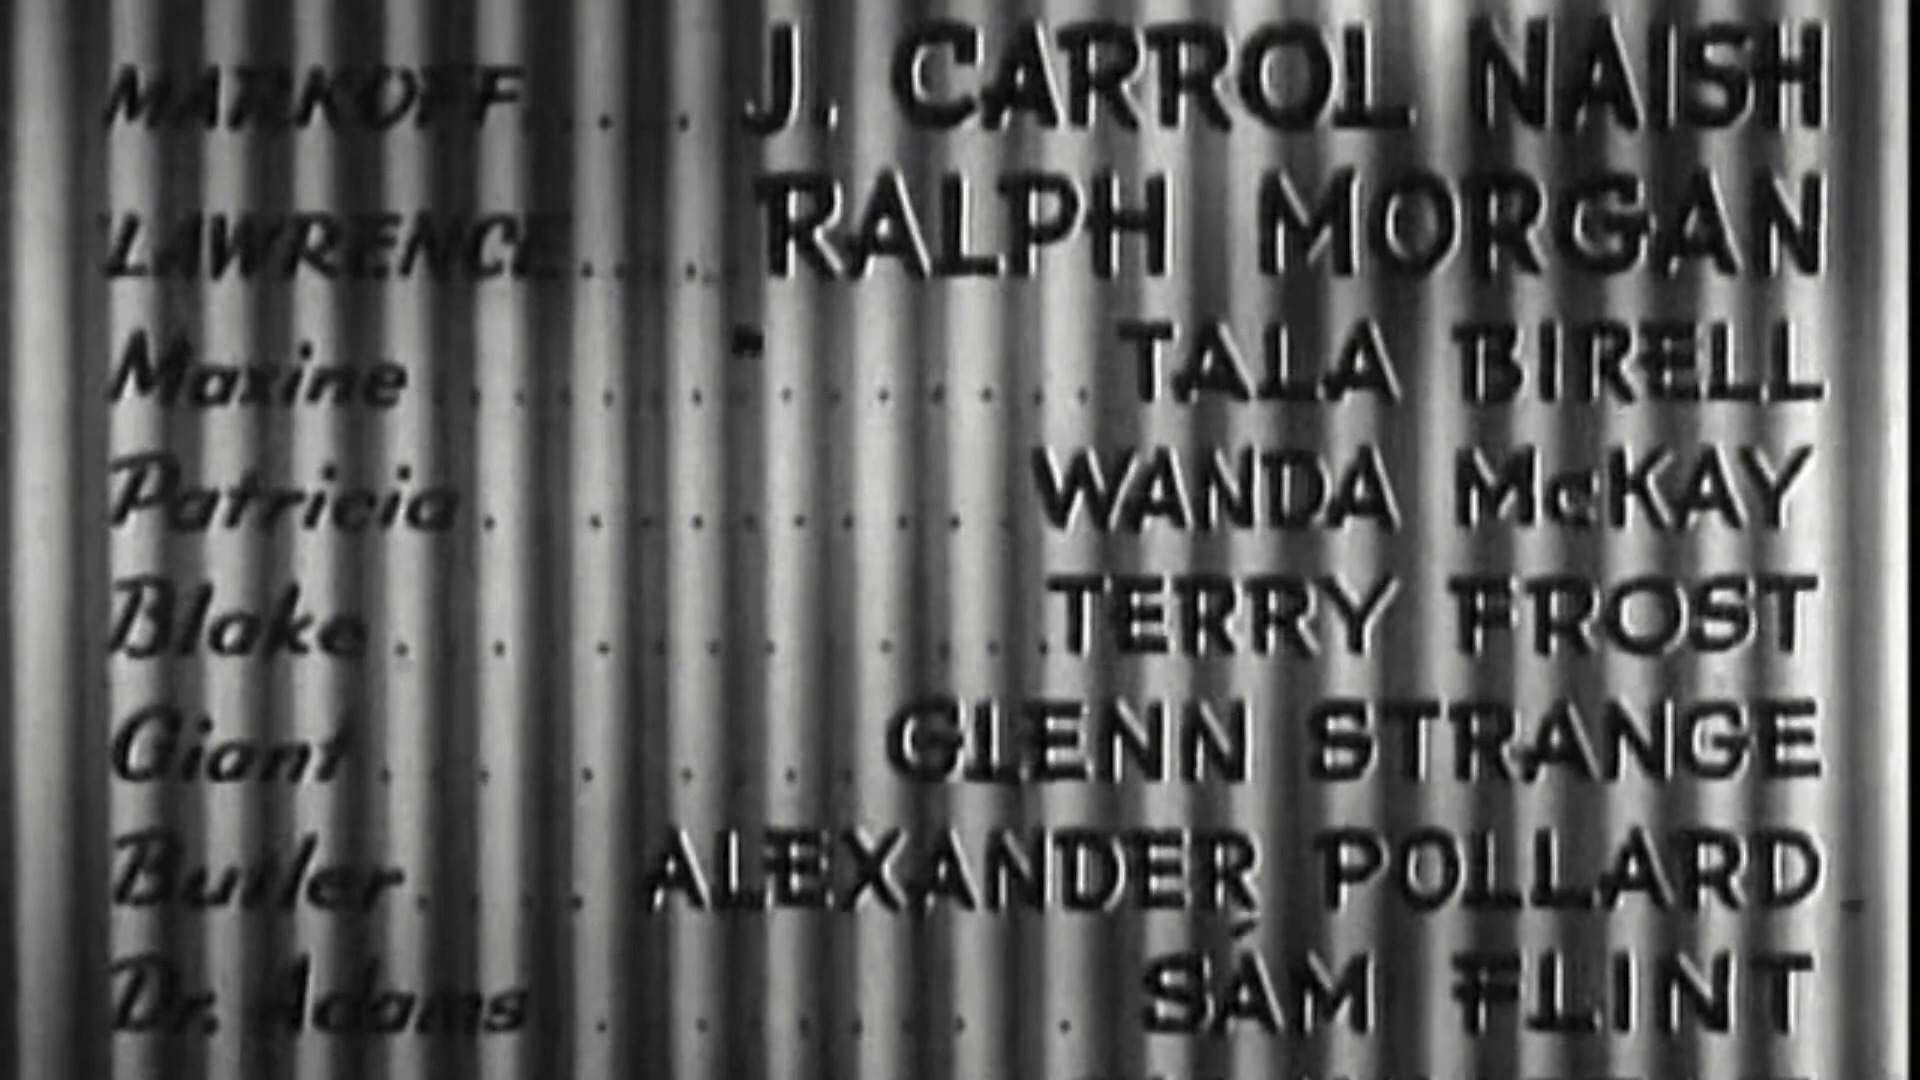 MARKOFF . . . J. CARROL NAISH
LAWRENCE . . . . RALPH MORGAN
Maxine . . . . . . . . . . . . . TALA BIRELL
Patricia . . . . . . . . . WANDA McKAY
Blake . . . . . . . . . TERRY FROST
Giant . . . . . . GLENN STRANGE
Butler . . . . ALEXANDER POLLARD
Dr. Adams . . . . . . . . SAM FLINT